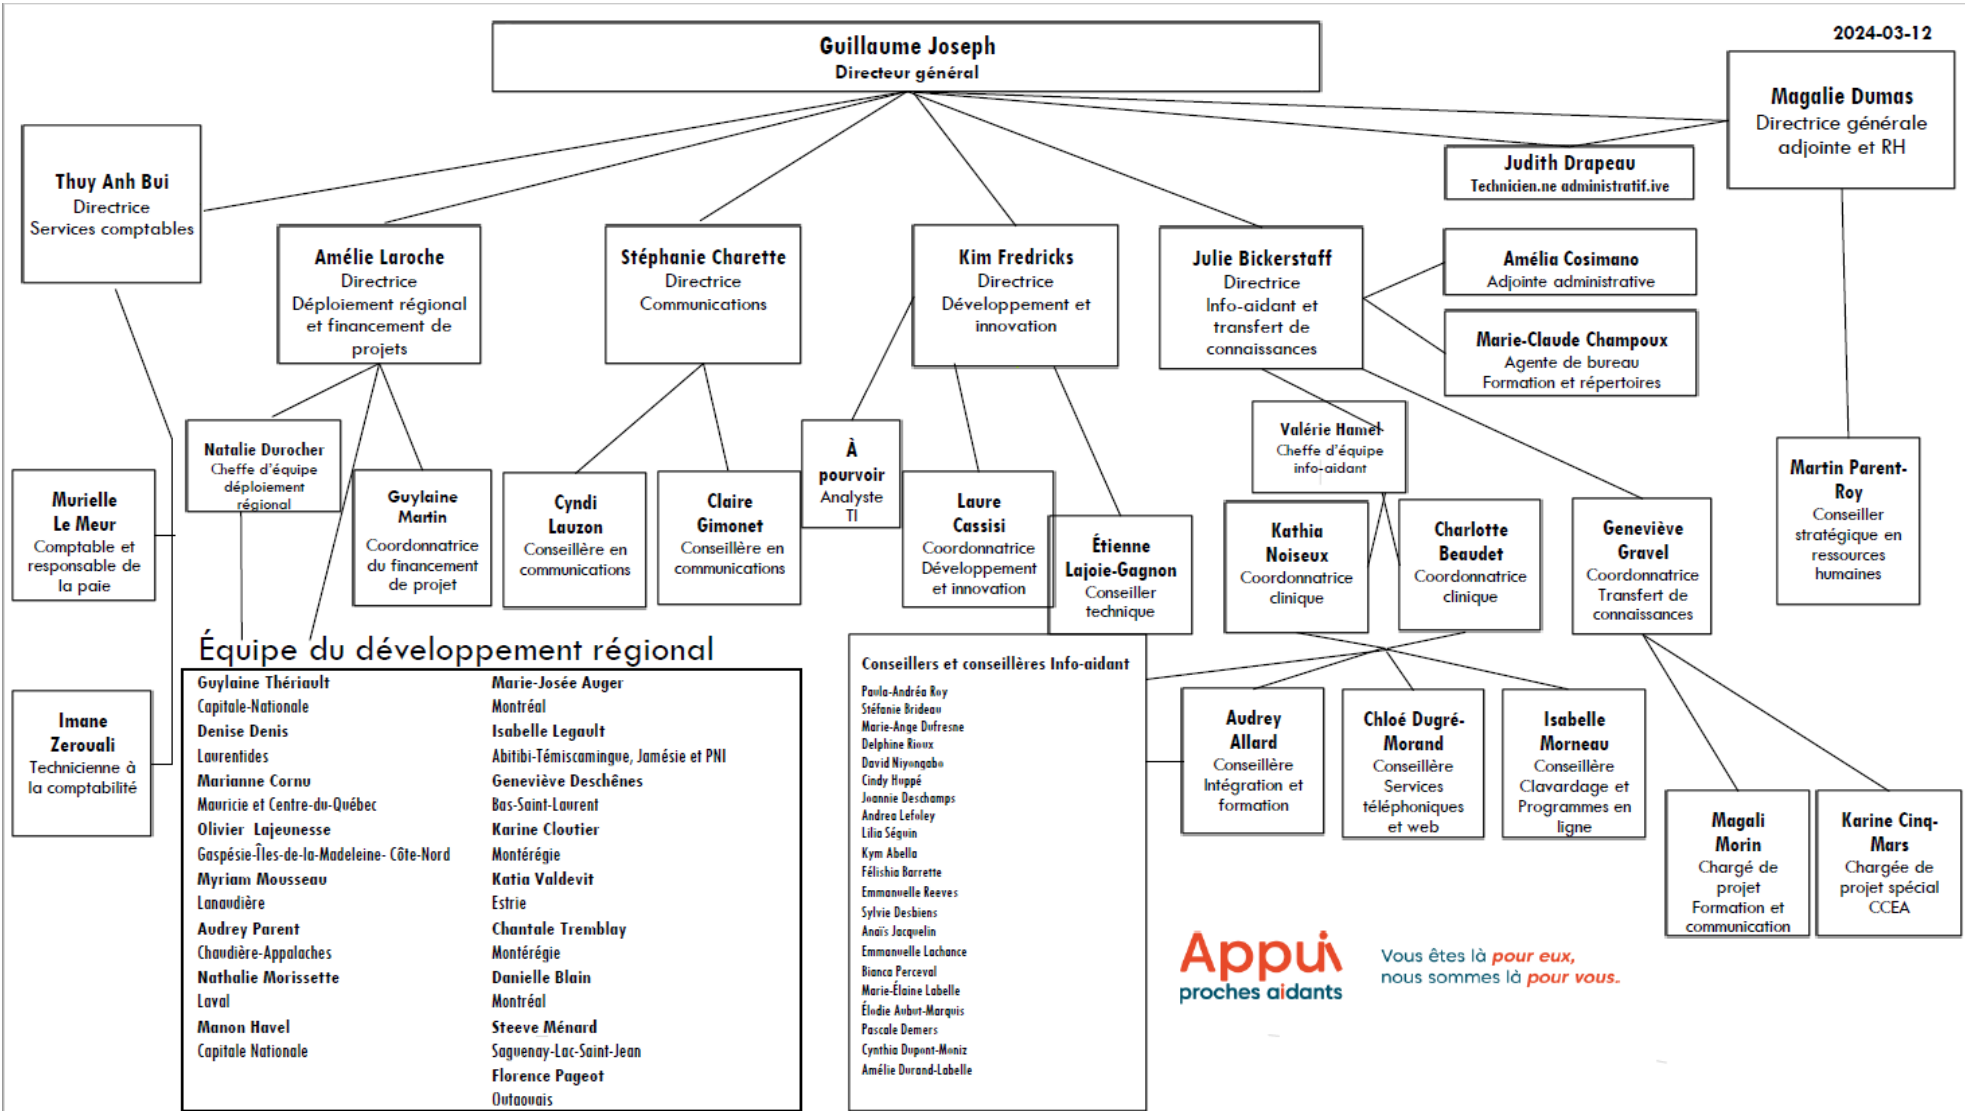 2024-03-12
Guillaume Joseph
Directeur général
Magalie Dumas
Directrice générale
adjointe et RH
Judith Drapeau
Technicien.ne administratif.ive
Thuy Anh Bui
Directrice
Services comptables
Amélie Laroche
Directrice
Déploiement régional
et financement de
projets
Stéphanie Charette
Directrice
Communications
Kim Fredricks
Directrice
Développement et
innovation
Julie Bickerstaff
Directrice
Info-aidant et
transfert de
connaissances
Amélia Cosimano
Adjointe administrative
Marie-Claude Champoux
Agente de bureau
Formation et répertoires
Natalie Durocher
Cheffe d'équipe
déploiement
régional
Guylaine
Martin
Coordonnatrice
du financement
de projet
Cyndi
Lauzon
Conseillère en
communications
Claire
Gimonet
Conseillère en
communications
À
pourvoir
Analyste
TI
Laure
Cassisi
Coordonnatrice
Développement
et innovation
Étienne
Lajoie-Gagnon
Conseiller
technique
Valérie Hamel
Cheffe d'équipe
info-aidant
Kathia
Noiseux
Coordonnatrice
clinique
Charlotte
Beaudet
Coordonnatrice
clinique
Geneviève
Gravel
Coordonnatrice
Transfert de
connaissances
Martin Parent-
Roy
Conseiller
stratégique en
ressources
humaines
Murielle
Le Meur
Comptable et
responsable de
la paie
Imane
Zerouali
Technicienne à
la comptabilité
Équipe du développement régional
Guylaine Thériault
Capitale-Nationale
Denise Denis
Laurentides
Marianne Cornu
Mauricie et Centre-du-Québec
Olivier Lajeunesse
Gaspésie-Îles-de-la-Madeleine- Côte-Nord
Myriam Mousseau
Lanaudière
Audrey Parent
Chaudière-Appalaches
Nathalie Morissette
Laval
Manon Havel
Capitale Nationale
Marie-Josée Auger
Montréal
Isabelle Legault
Abitibi-Témiscamingue, Jamésie et PNI
Geneviève Deschênes
Bas-Saint-Laurent
Karine Cloutier
Montérégie
Katia Valdevit
Estrie
Chantale Tremblay
Montérégie
Danielle Blain
Montréal
Steeve Ménard
Saguenay-Lac-Saint-Jean
Florence Pageot
Outaouais
Conseillers et conseillères Info-aidant
Paula-Andréa Roy
Stéfanie Brideau
Marie-Ange Dufresne
Delphine Rioux
David Niyongabo
Cindy Huppé
Joannie Deschamps
Andrea Lefoley
Lilia Séguin
Kym Abella
Félishia Barrette
Emmanuelle Reeves
Sylvie Desbiens
Anaïs Jacquelin
Emmanuelle Lachance
Bianca Perceval
Marie-Élaine Labelle
Élodie Aubut-Marquis
Pascale Demers
Cynthia Dupont-Moniz
Amélie Durand-Labelle
Audrey
Allard
Conseillère
Intégration et
formation
Chloé Dugré-
Morand
Conseillère
Services
téléphoniques
et web
Isabelle
Morneau
Conseillère
Clavardage et
Programmes en
ligne
Magali
Morin
Chargé de
projet
Formation et
communication
Karine Cinq-
Mars
Chargée de
projet spécial
CCEA
Appui
proches aidants
Vous êtes là pour eux,
nous sommes là pour vous.